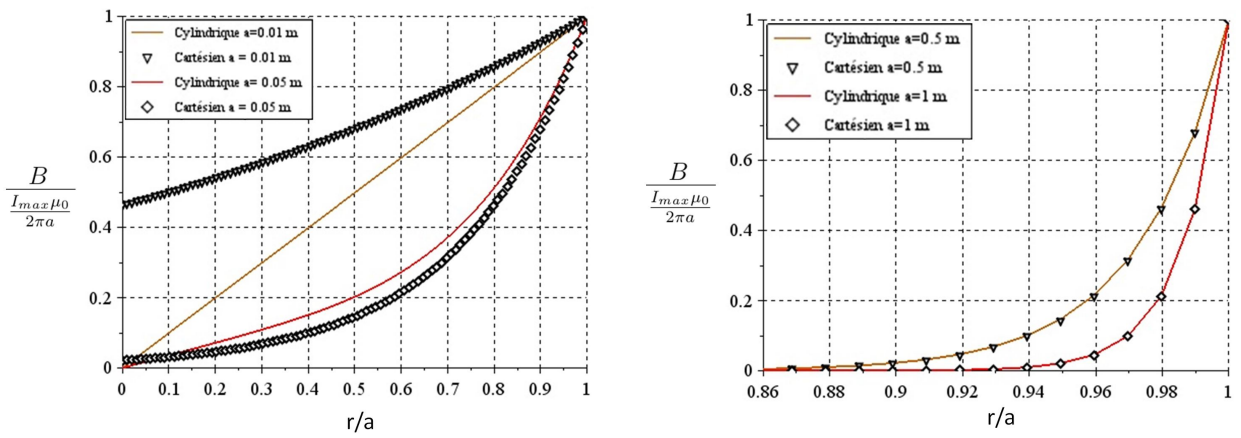 1
0.8
0.6
0.4
0.2
0
B
I_max μ_0
2πa
Cylindrique a=0.01 m
Cartésien a = 0.01 m
Cylindrique a=0.05 m
Cartésien a = 0.05 m
0 0.1 0.2 0.3 0.4 0.5 0.6 0.7 0.8 0.9 1
r/a
1
0.8
0.6
0.4
0.2
0
B
I_max μ_0
2πa
Cylindrique a=0.5 m
Cartésien a=0.5 m
Cylindrique a=1 m
Cartésien a=1 m
0.86 0.88 0.9 0.92 0.94 0.96 0.98 1
r/a